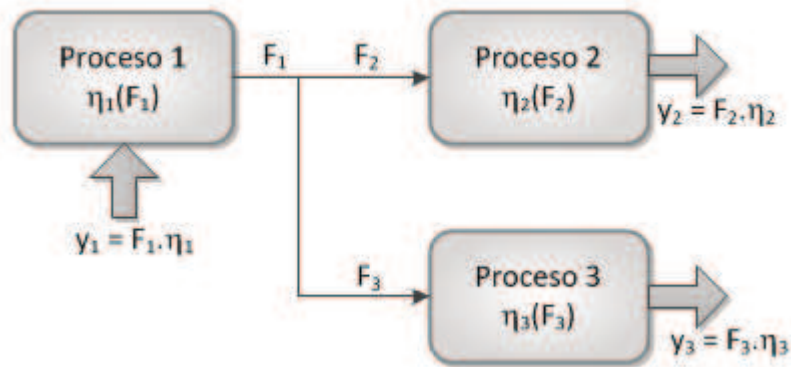 Proceso 1
η₁(F₁)
F₁
F₂
Proceso 2
η₂(F₂)
y₂ = F₂.η₂
y₁ = F₁.η₁
F₃
Proceso 3
η₃(F₃)
y₃ = F₃.η₃